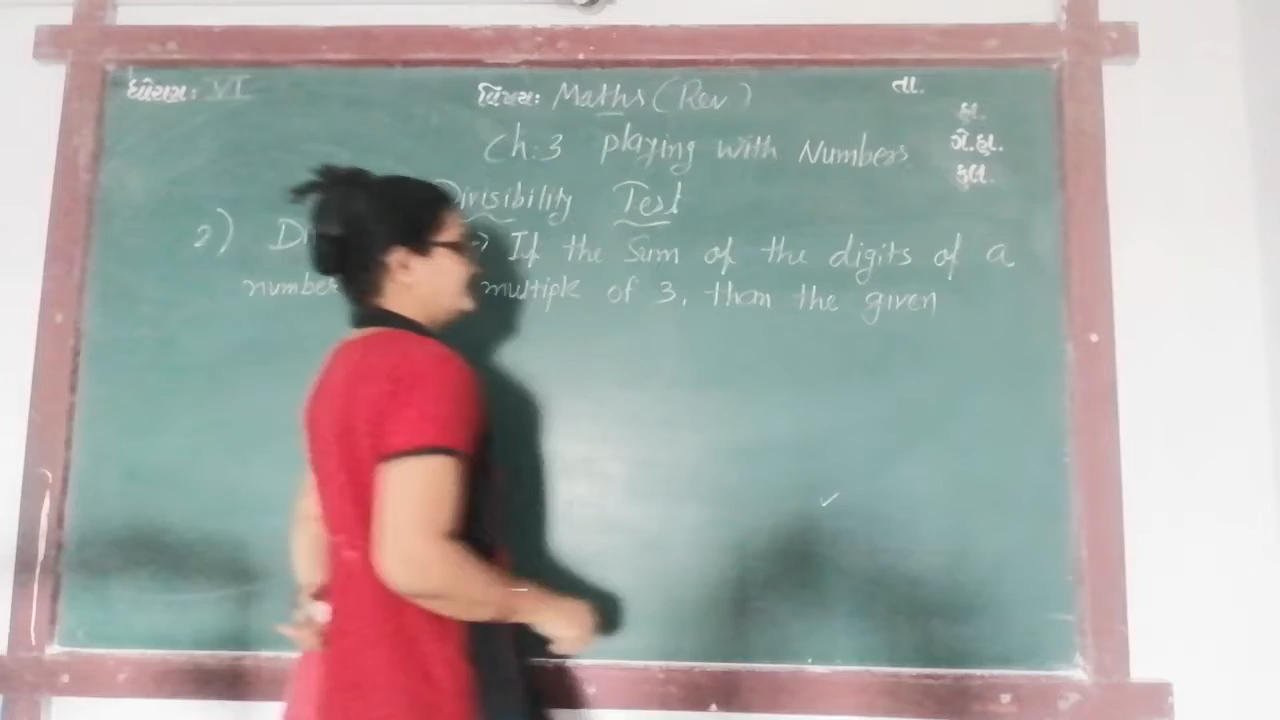 ધોરણ: VI
વિષય: Maths (Rev)
તા.
Ch:3 playing with Numbers
હા.
ગે.હા.
કુલ.
Divisibility Test
2) If the Sum of the digits of a
number multiple of 3, then the given